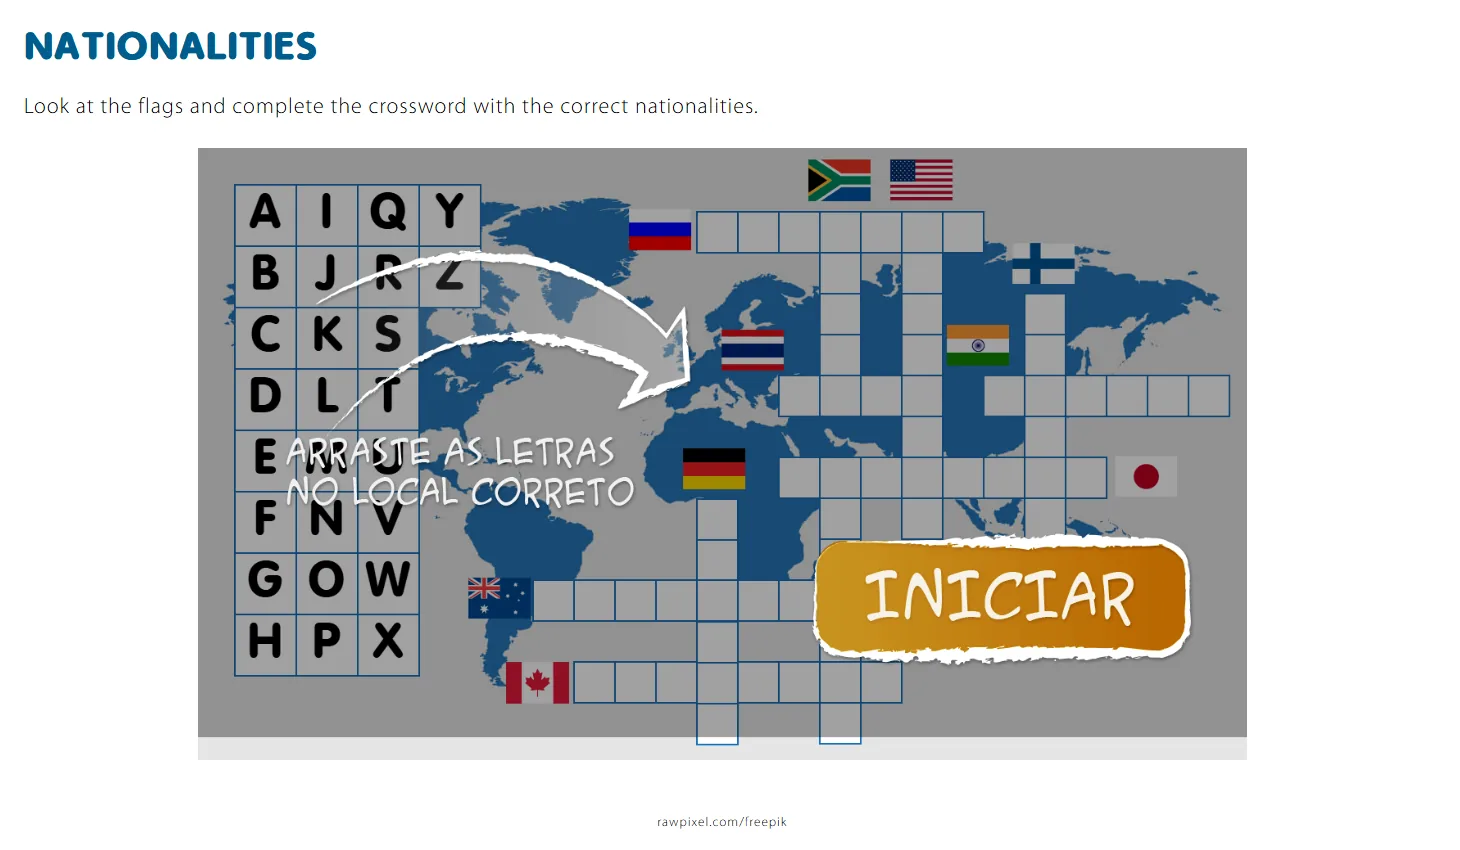 NATIONALITIES
Look at the flags and complete the crossword with the correct nationalities.
A I Q Y
B J R Z
C K S
D L T
E M U
F N V
G O W
H P X
ARRASTE AS LETRAS
NO LOCAL CORRETO
INICIAR
rawpixel.com/freepik